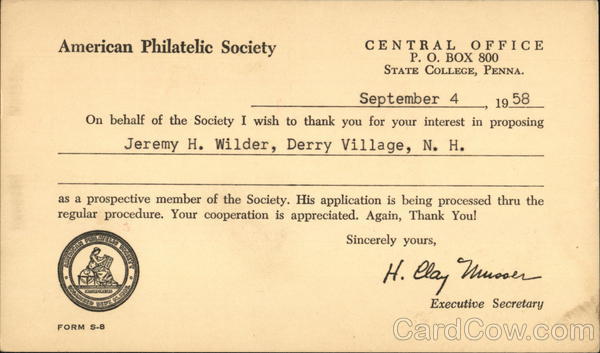 American Philatelic Society
CENTRAL OFFICE
P. O. BOX 800
STATE COLLEGE, PENNA.
September 4, 1958
On behalf of the Society I wish to thank you for your interest in proposing
Jeremy H. Wilder, Derry Village, N. H.
as a prospective member of the Society. His application is being processed thru the
regular procedure. Your cooperation is appreciated. Again, Thank You!
Sincerely yours,
H. Clay Musser
Executive Secretary
AMERICAN PHILATELIC SOCIETY
FORM S-8
CardCow.com